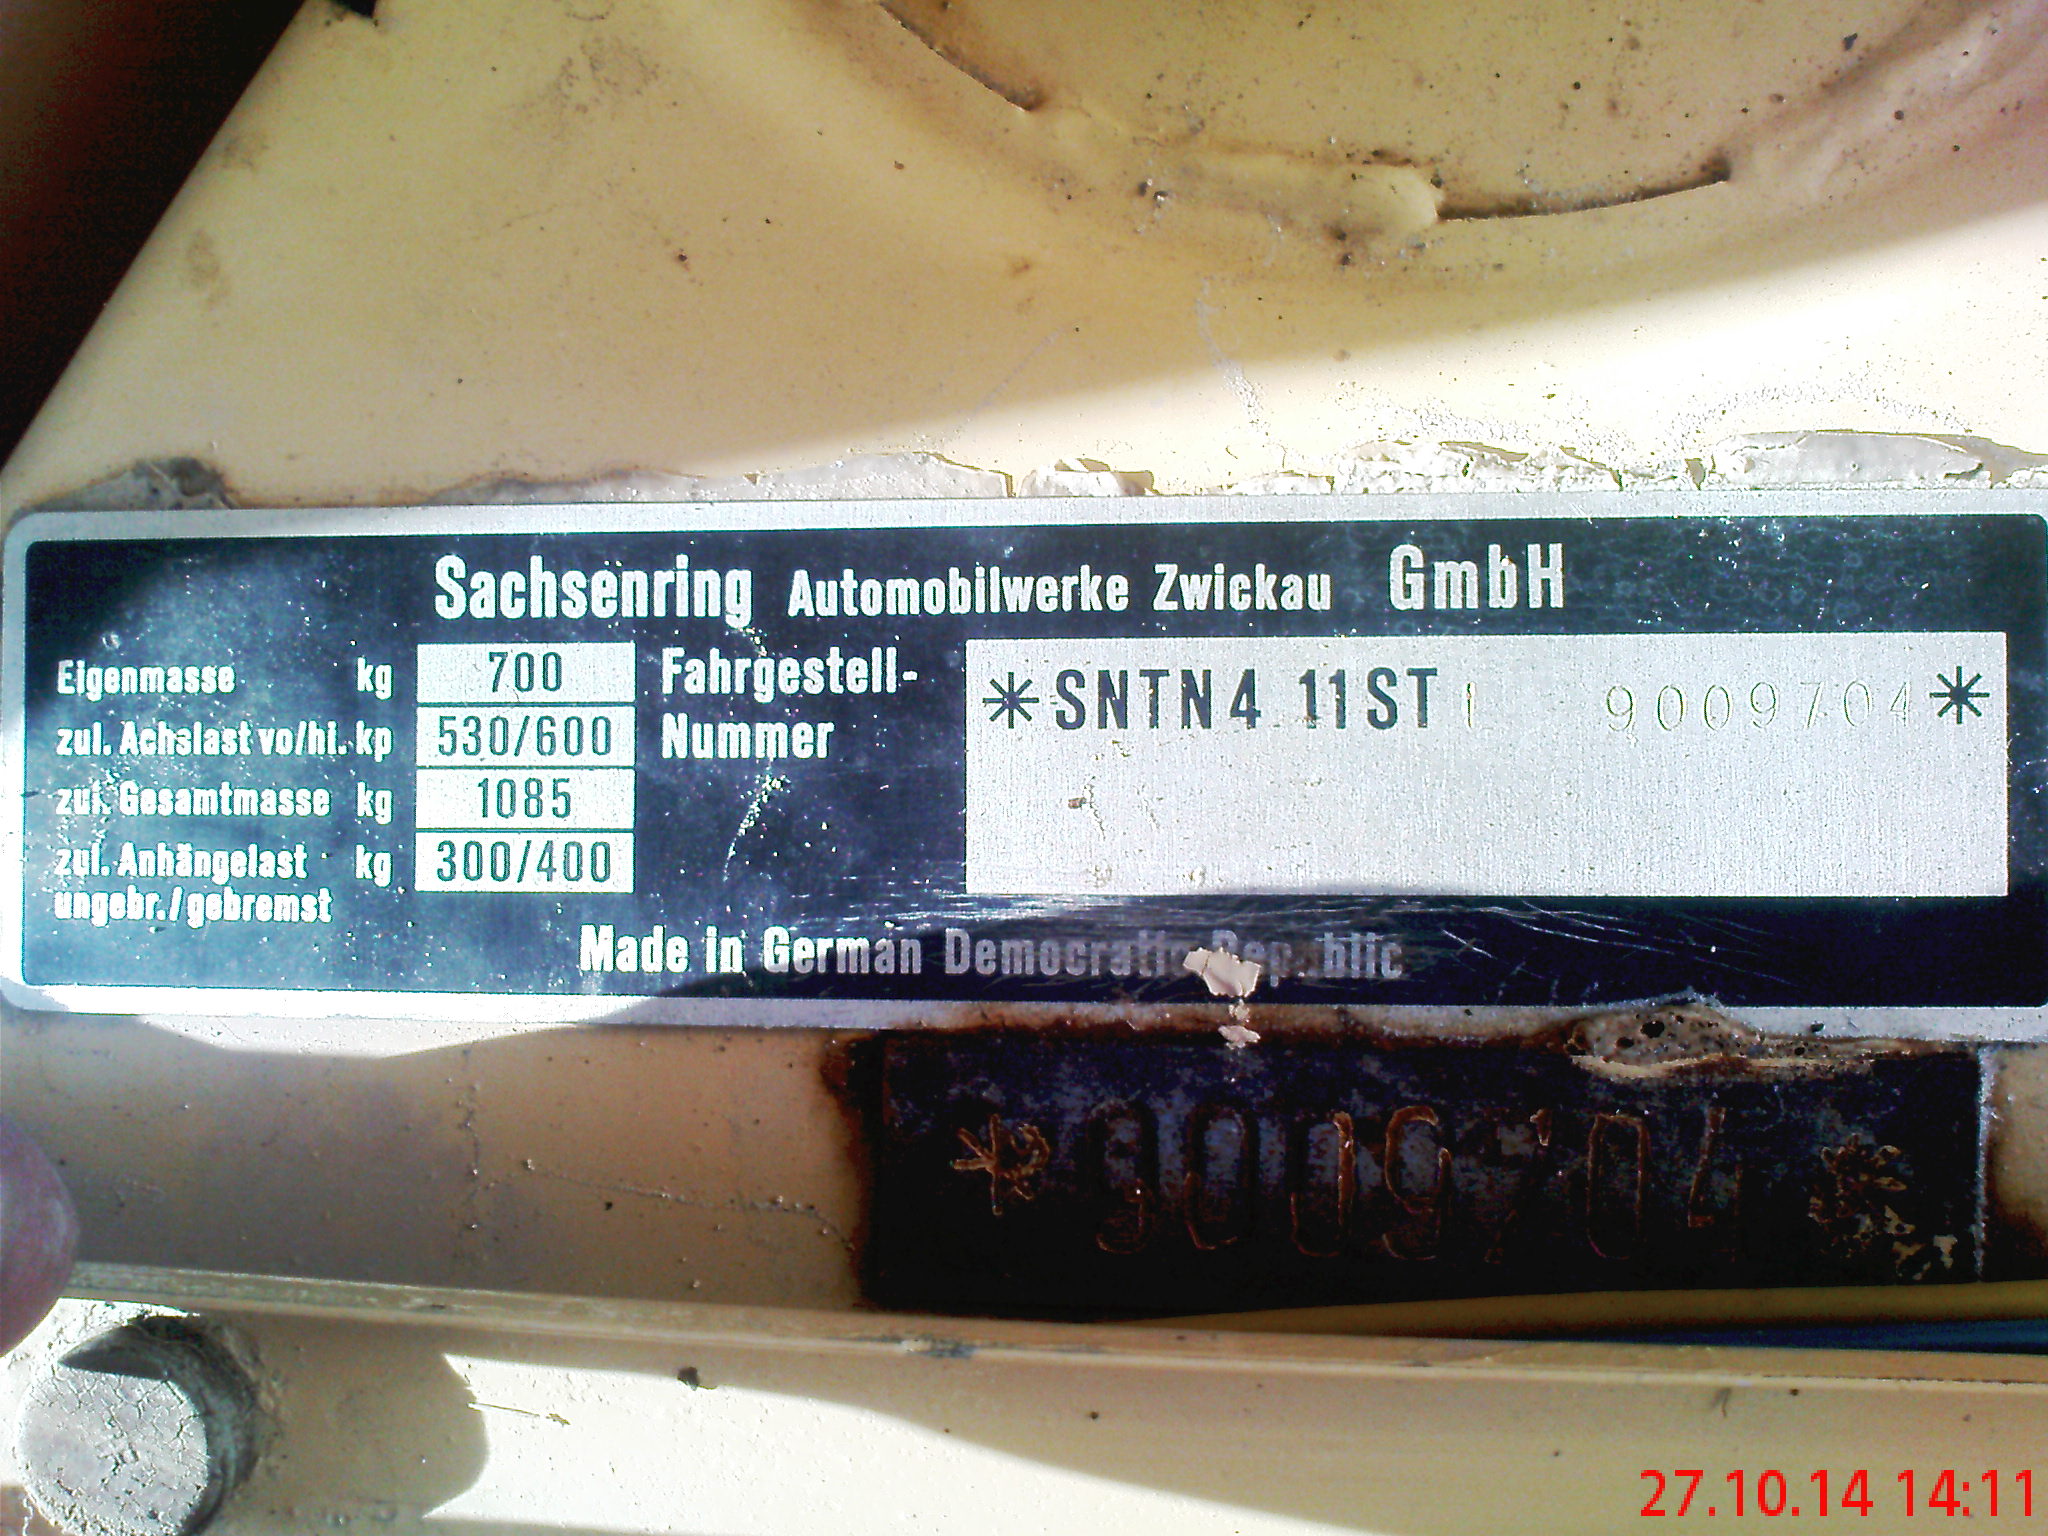 Sachsenring Automobilwerke Zwickau GmbH
Eigenmasse kg 700
zul. Achslast vo/hi. kp 530/600
zul. Gesamtmasse kg 1085
zul. Anhängelast kg 300/400
ungebr./gebremst
Fahrgestell-
Nummer
*SNTN4 11ST 9009704*
Made in German Democratic Republic
*9009704*
27.10.14 14:11